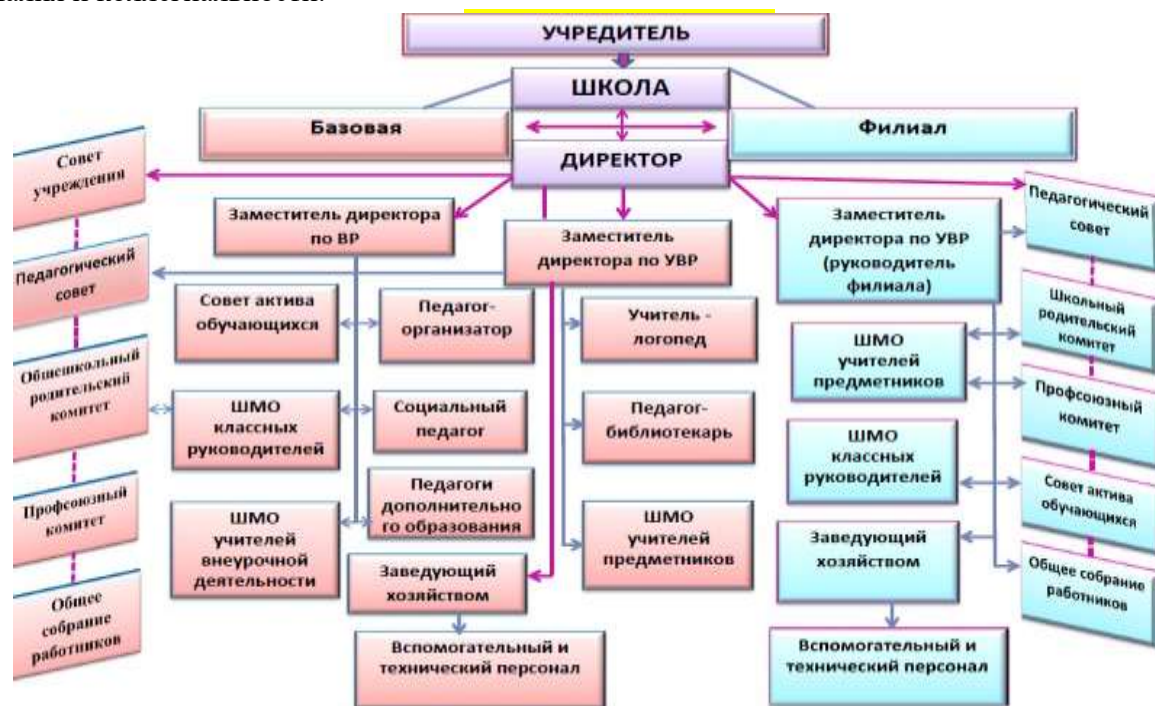 УЧРЕДИТЕЛЬ
ШКОЛА
Базовая
Филиал
ДИРЕКТОР
Совет
учреждения
Педагогический
совет
Общешкольный
родительский
комитет
Профсоюзный
комитет
Общее
собрание
работников
Заместитель директора
по ВР
Совет актива
обучающихся
Педагог-
организатор
ШМО
классных
руководителей
Социальный
педагог
ШМО
учителей
внеурочной
деятельности
Педагоги
дополнительно
го образования
Заместитель
директора по УВР
Учитель -
логопед
Педагог-
библиотекарь
ШМО
учителей
предметников
Заведующий
хозяйством
Вспомогательный и
технический персонал
Заместитель
директора по УВР
(руководитель
филиала)
ШМО
учителей
предметников
ШМО
классных
руководителей
Заведующий
хозяйством
Вспомогательный и
технический персонал
Педагогический
совет
Школьный
родительский
комитет
Профсоюзный
комитет
Совет актива
обучающихся
Общее собрание
работников